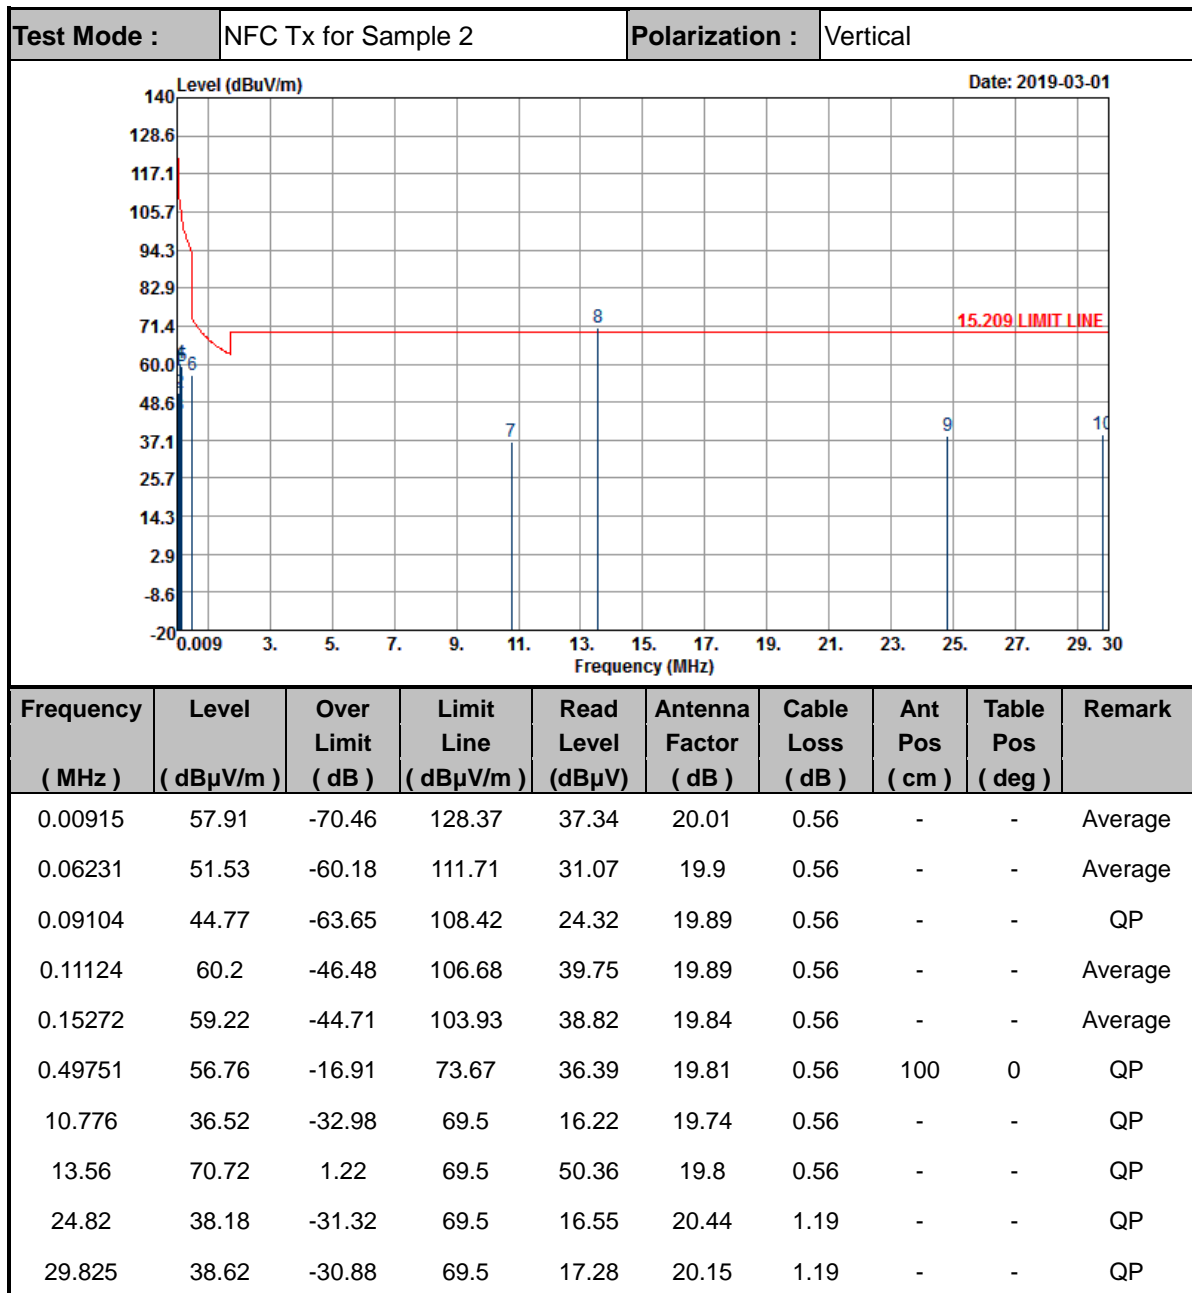 Test Mode : NFC Tx for Sample 2 Polarization : Vertical
Level (dBuV/m) Date: 2019-03-01
140
128.6
117.1
105.7
94.3
82.9
71.4
60.0
48.6
37.1
25.7
14.3
2.9
-8.6
-20
8
15.209 LIMIT LINE
6
7
9
10
0.009 3. 5. 7. 9. 11. 13. 15. 17. 19. 21. 23. 25. 27. 29. 30
Frequency (MHz)
Frequency Level Over Limit Read Antenna Cable Ant Table Remark
Limit Line Level Factor Loss Pos Pos
( MHz ) ( dBµV/m ) ( dB ) ( dBµV/m ) (dBµV) ( dB ) ( dB ) ( cm ) ( deg )
0.00915 57.91 -70.46 128.37 37.34 20.01 0.56 - - Average
0.06231 51.53 -60.18 111.71 31.07 19.9 0.56 - - Average
0.09104 44.77 -63.65 108.42 24.32 19.89 0.56 - - QP
0.11124 60.2 -46.48 106.68 39.75 19.89 0.56 - - Average
0.15272 59.22 -44.71 103.93 38.82 19.84 0.56 - - Average
0.49751 56.76 -16.91 73.67 36.39 19.81 0.56 100 0 QP
10.776 36.52 -32.98 69.5 16.22 19.74 0.56 - - QP
13.56 70.72 1.22 69.5 50.36 19.8 0.56 - - QP
24.82 38.18 -31.32 69.5 16.55 20.44 1.19 - - QP
29.825 38.62 -30.88 69.5 17.28 20.15 1.19 - - QP